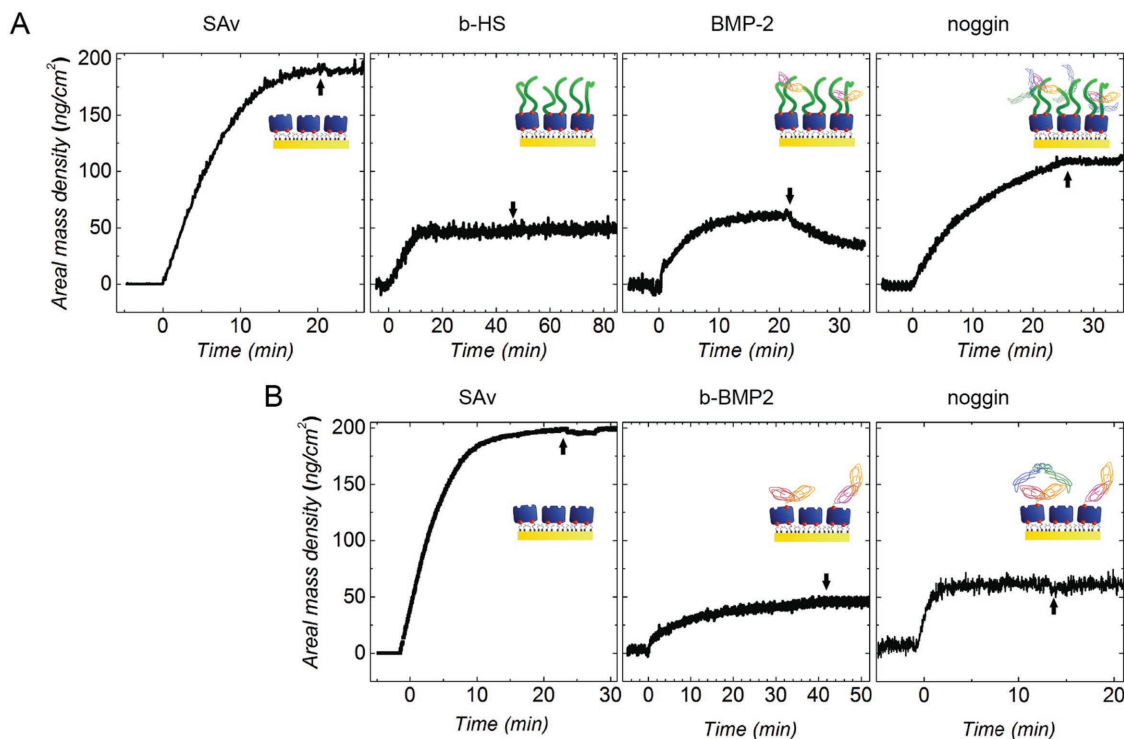 A
SAv b-HS BMP-2 noggin
Areal mass density (ng/cm²)
200
150
100
50
0
0 10 20
0 20 40 60 80
0 10 20 30
0 10 20 30
Time (min) Time (min) Time (min) Time (min)
B
SAv b-BMP2 noggin
Areal mass density (ng/cm²)
200
150
100
50
0
0 10 20 30
0 10 20 30 40 50
0 10 20
Time (min) Time (min) Time (min)